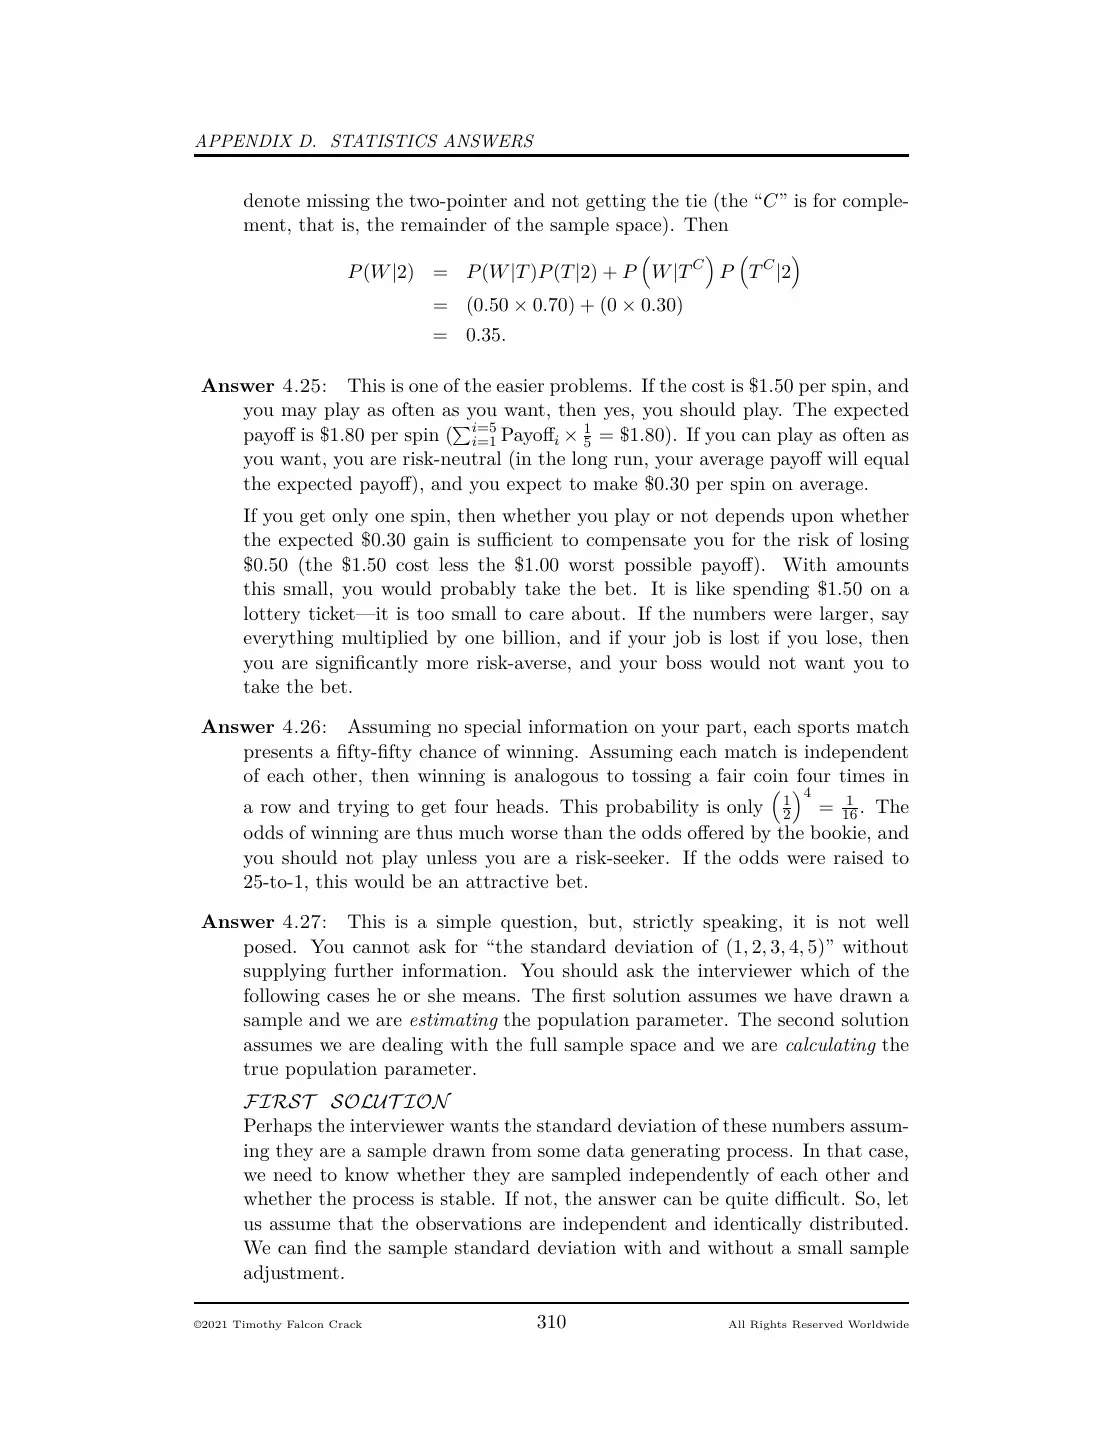 APPENDIX D. STATISTICS ANSWERS
denote missing the two-pointer and not getting the tie (the “C” is for comple-
ment, that is, the remainder of the sample space). Then
P(W|2) = P(W|T)P(T|2) + P(W|T^C) P(T^C|2)
= (0.50 × 0.70) + (0 × 0.30)
= 0.35.
Answer 4.25: This is one of the easier problems. If the cost is $1.50 per spin, and
you may play as often as you want, then yes, you should play. The expected
payoff is $1.80 per spin (∑_{i=1}^{i=5} Payoff_i × 1/5 = $1.80). If you can play as often as
you want, you are risk-neutral (in the long run, your average payoff will equal
the expected payoff), and you expect to make $0.30 per spin on average.
If you get only one spin, then whether you play or not depends upon whether
the expected $0.30 gain is sufficient to compensate you for the risk of losing
$0.50 (the $1.50 cost less the $1.00 worst possible payoff). With amounts
this small, you would probably take the bet. It is like spending $1.50 on a
lottery ticket—it is too small to care about. If the numbers were larger, say
everything multiplied by one billion, and if your job is lost if you lose, then
you are significantly more risk-averse, and your boss would not want you to
take the bet.
Answer 4.26: Assuming no special information on your part, each sports match
presents a fifty-fifty chance of winning. Assuming each match is independent
of each other, then winning is analogous to tossing a fair coin four times in
a row and trying to get four heads. This probability is only (1/2)^4 = 1/16. The
odds of winning are thus much worse than the odds offered by the bookie, and
you should not play unless you are a risk-seeker. If the odds were raised to
25-to-1, this would be an attractive bet.
Answer 4.27: This is a simple question, but, strictly speaking, it is not well
posed. You cannot ask for “the standard deviation of (1, 2, 3, 4, 5)” without
supplying further information. You should ask the interviewer which of the
following cases he or she means. The first solution assumes we have drawn a
sample and we are estimating the population parameter. The second solution
assumes we are dealing with the full sample space and we are calculating the
true population parameter.
FIRST SOLUTION
Perhaps the interviewer wants the standard deviation of these numbers assum-
ing they are a sample drawn from some data generating process. In that case,
we need to know whether they are sampled independently of each other and
whether the process is stable. If not, the answer can be quite difficult. So, let
us assume that the observations are independent and identically distributed.
We can find the sample standard deviation with and without a small sample
adjustment.
©2021 Timothy Falcon Crack 310 All Rights Reserved Worldwide